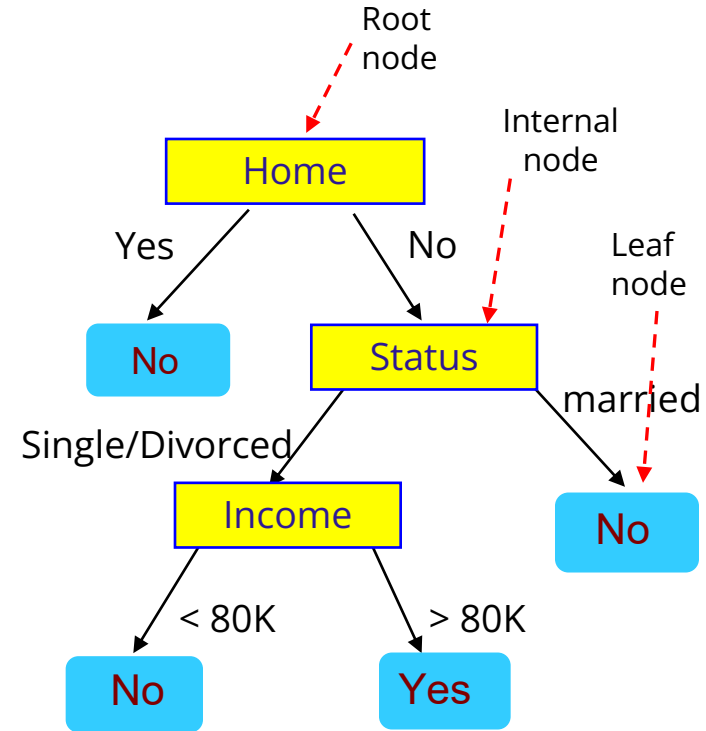 Root
node
Internal
node
Home
Yes
No
Leaf
node
No
Status
married
Single/Divorced
Income
No
< 80K
> 80K
No
Yes